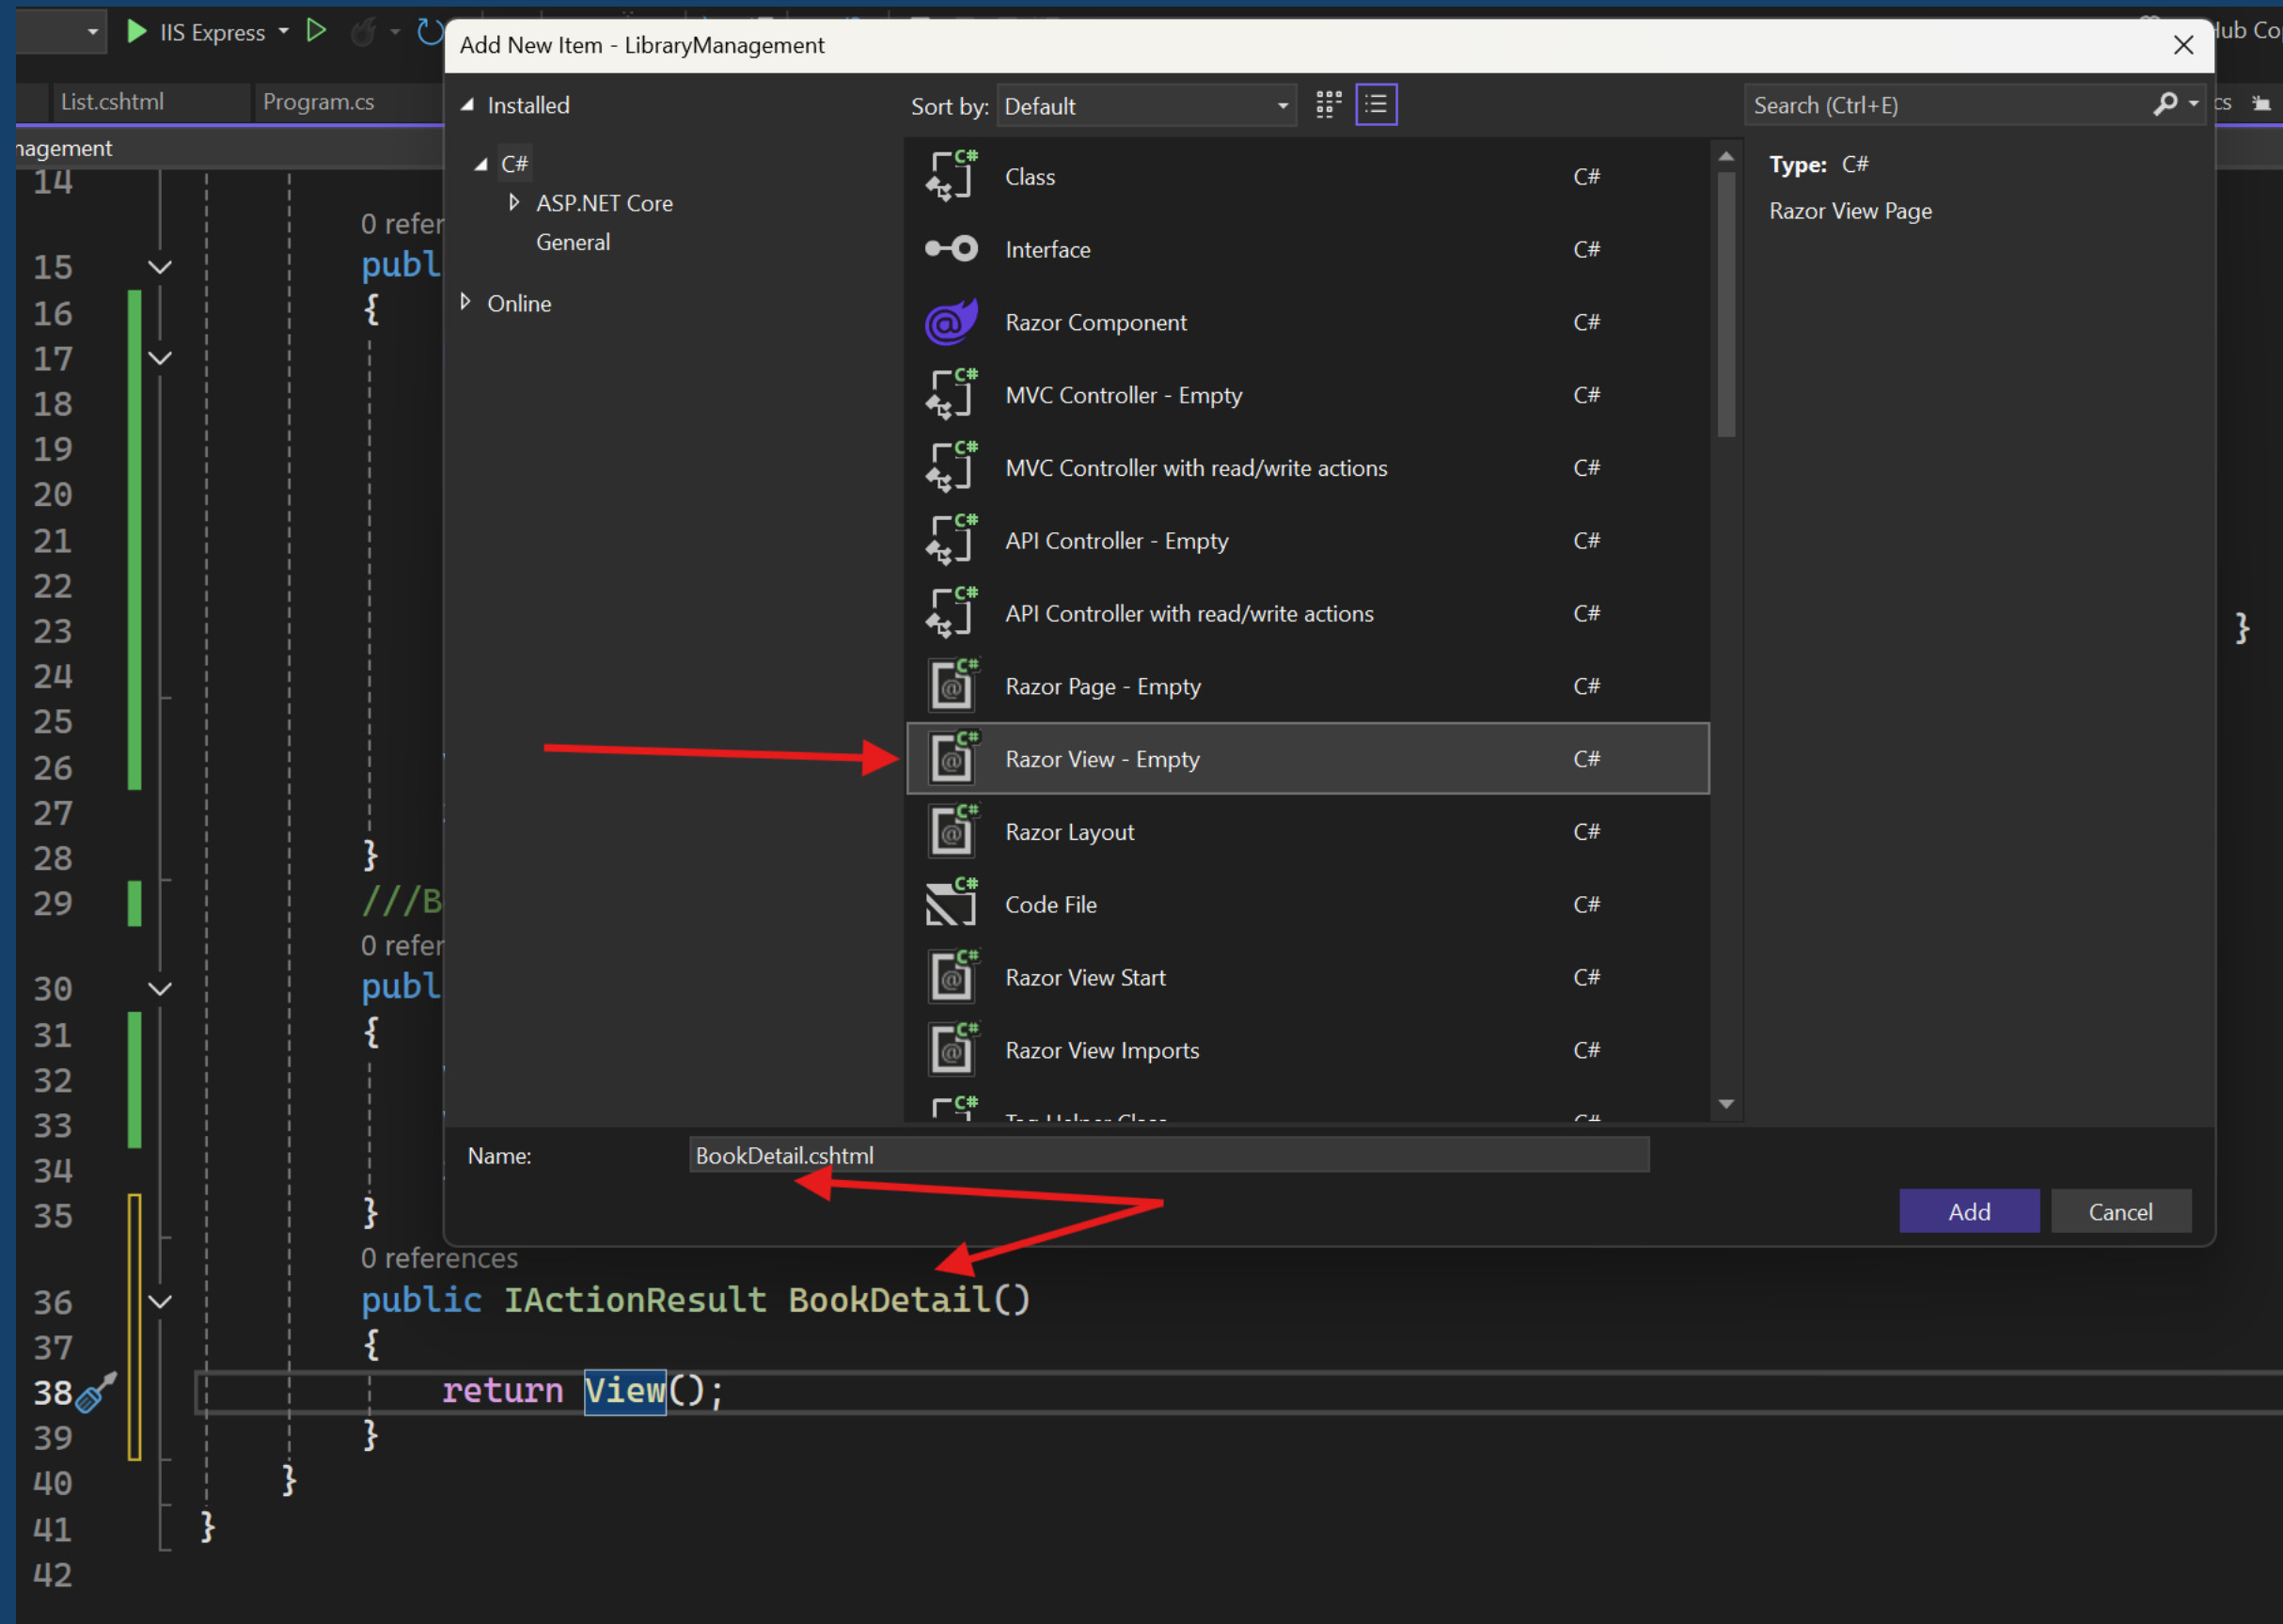 IIS Express
Add New Item - LibraryManagement
List.cshtml
Program.cs
Installed
C#
ASP.NET Core
General
Online
Sort by: Default
Search (Ctrl+E)
Class C#
Interface C#
Razor Component C#
MVC Controller - Empty C#
MVC Controller with read/write actions C#
API Controller - Empty C#
API Controller with read/write actions C#
Razor Page - Empty C#
Razor View - Empty C#
Razor Layout C#
Code File C#
Razor View Start C#
Razor View Imports C#
Type: C#
Razor View Page
Name: BookDetail.cshtml
Add
Cancel
14
0 refer
15 publ
16 {
17
18
19
20
21
22
23 }
24
25
26
27
28 }
29 ///B
0 refer
30 publ
31 {
32
33
34
35 }
0 references
36 public IActionResult BookDetail()
37 {
38 return View();
39 }
40 }
41 }
42